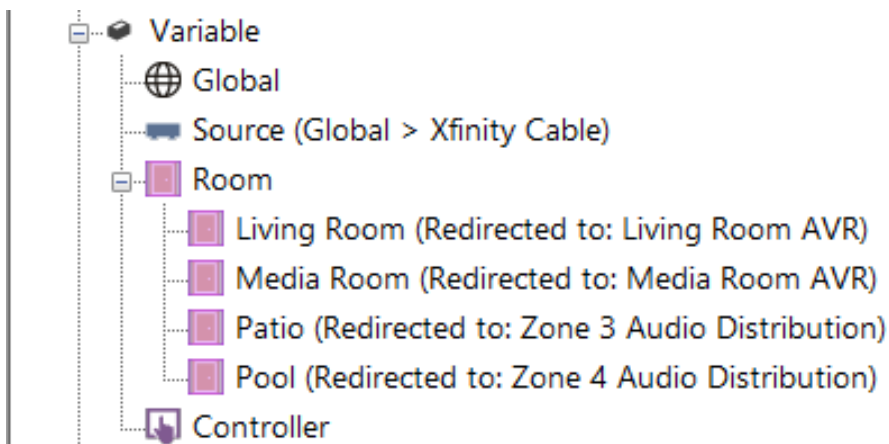 Variable
Global
Source (Global > Xfinity Cable)
Room
Living Room (Redirected to: Living Room AVR)
Media Room (Redirected to: Media Room AVR)
Patio (Redirected to: Zone 3 Audio Distribution)
Pool (Redirected to: Zone 4 Audio Distribution)
Controller